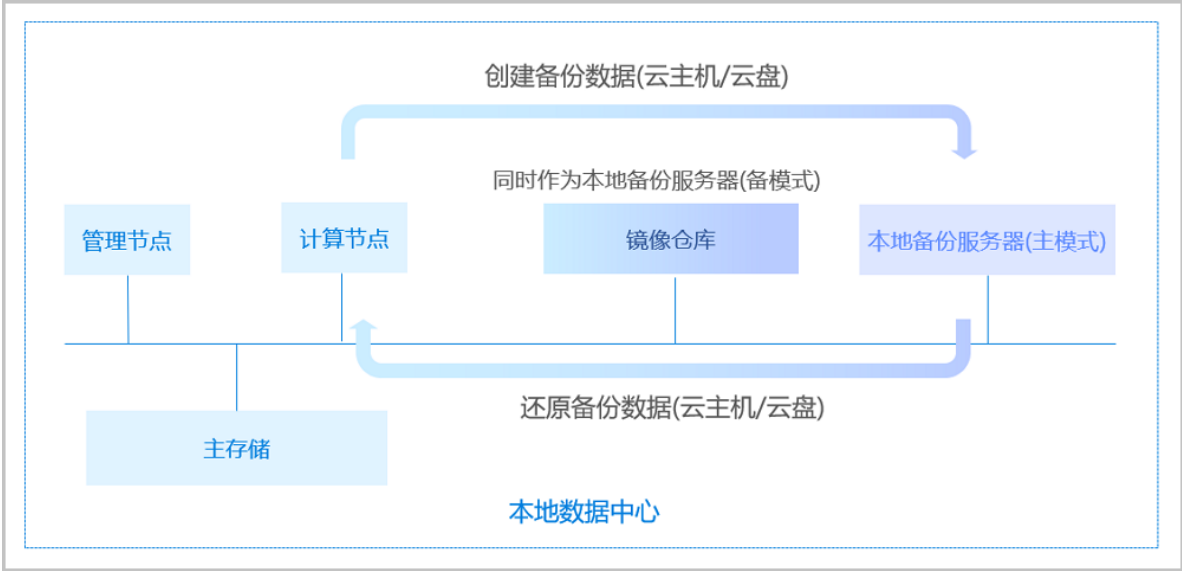 创建备份数据(云主机/云盘)
同时作为本地备份服务器(备模式)
管理节点
计算节点
镜像仓库
本地备份服务器(主模式)
还原备份数据(云主机/云盘)
主存储
本地数据中心